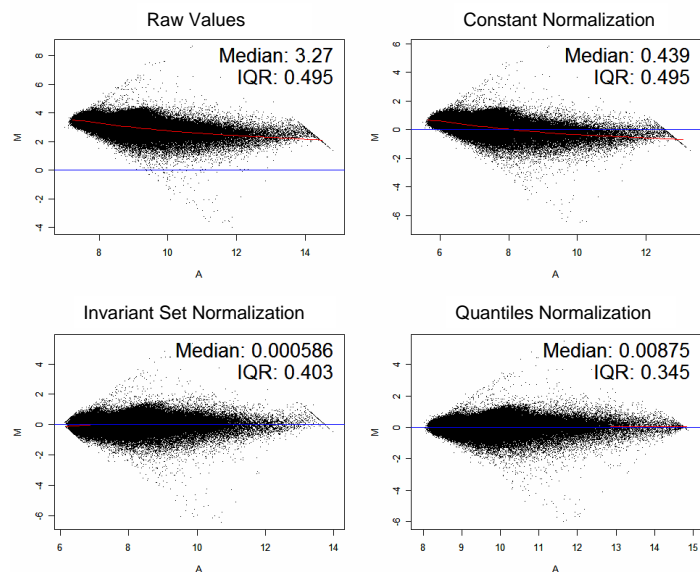 Raw Values
Median: 3.27
IQR: 0.495
8
6
4
2
0
-2
-4
M
8
10
12
14
A
Constant Normalization
Median: 0.439
IQR: 0.495
6
4
2
0
-2
-4
-6
M
6
8
10
12
A
Invariant Set Normalization
Median: 0.000586
IQR: 0.403
4
2
0
-2
-4
-6
M
6
8
10
12
14
A
Quantiles Normalization
Median: 0.00875
IQR: 0.345
4
2
0
-2
-4
-6
M
8
9
10
11
12
13
14
15
A